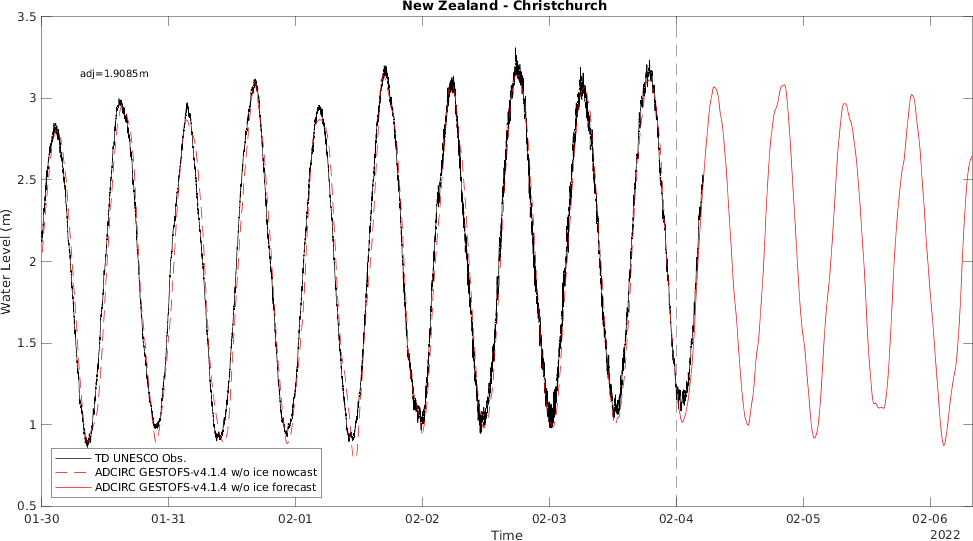 New Zealand - Christchurch
3.5
adj=1.9085m
3
2.5
2
1.5
1
0.5
Water Level (m)
TD UNESCO Obs.
ADCIRC GESTOFS-v4.1.4 w/o ice nowcast
ADCIRC GESTOFS-v4.1.4 w/o ice forecast
01-30 01-31 02-01 02-02 02-03 02-04 02-05 02-06
Time
2022